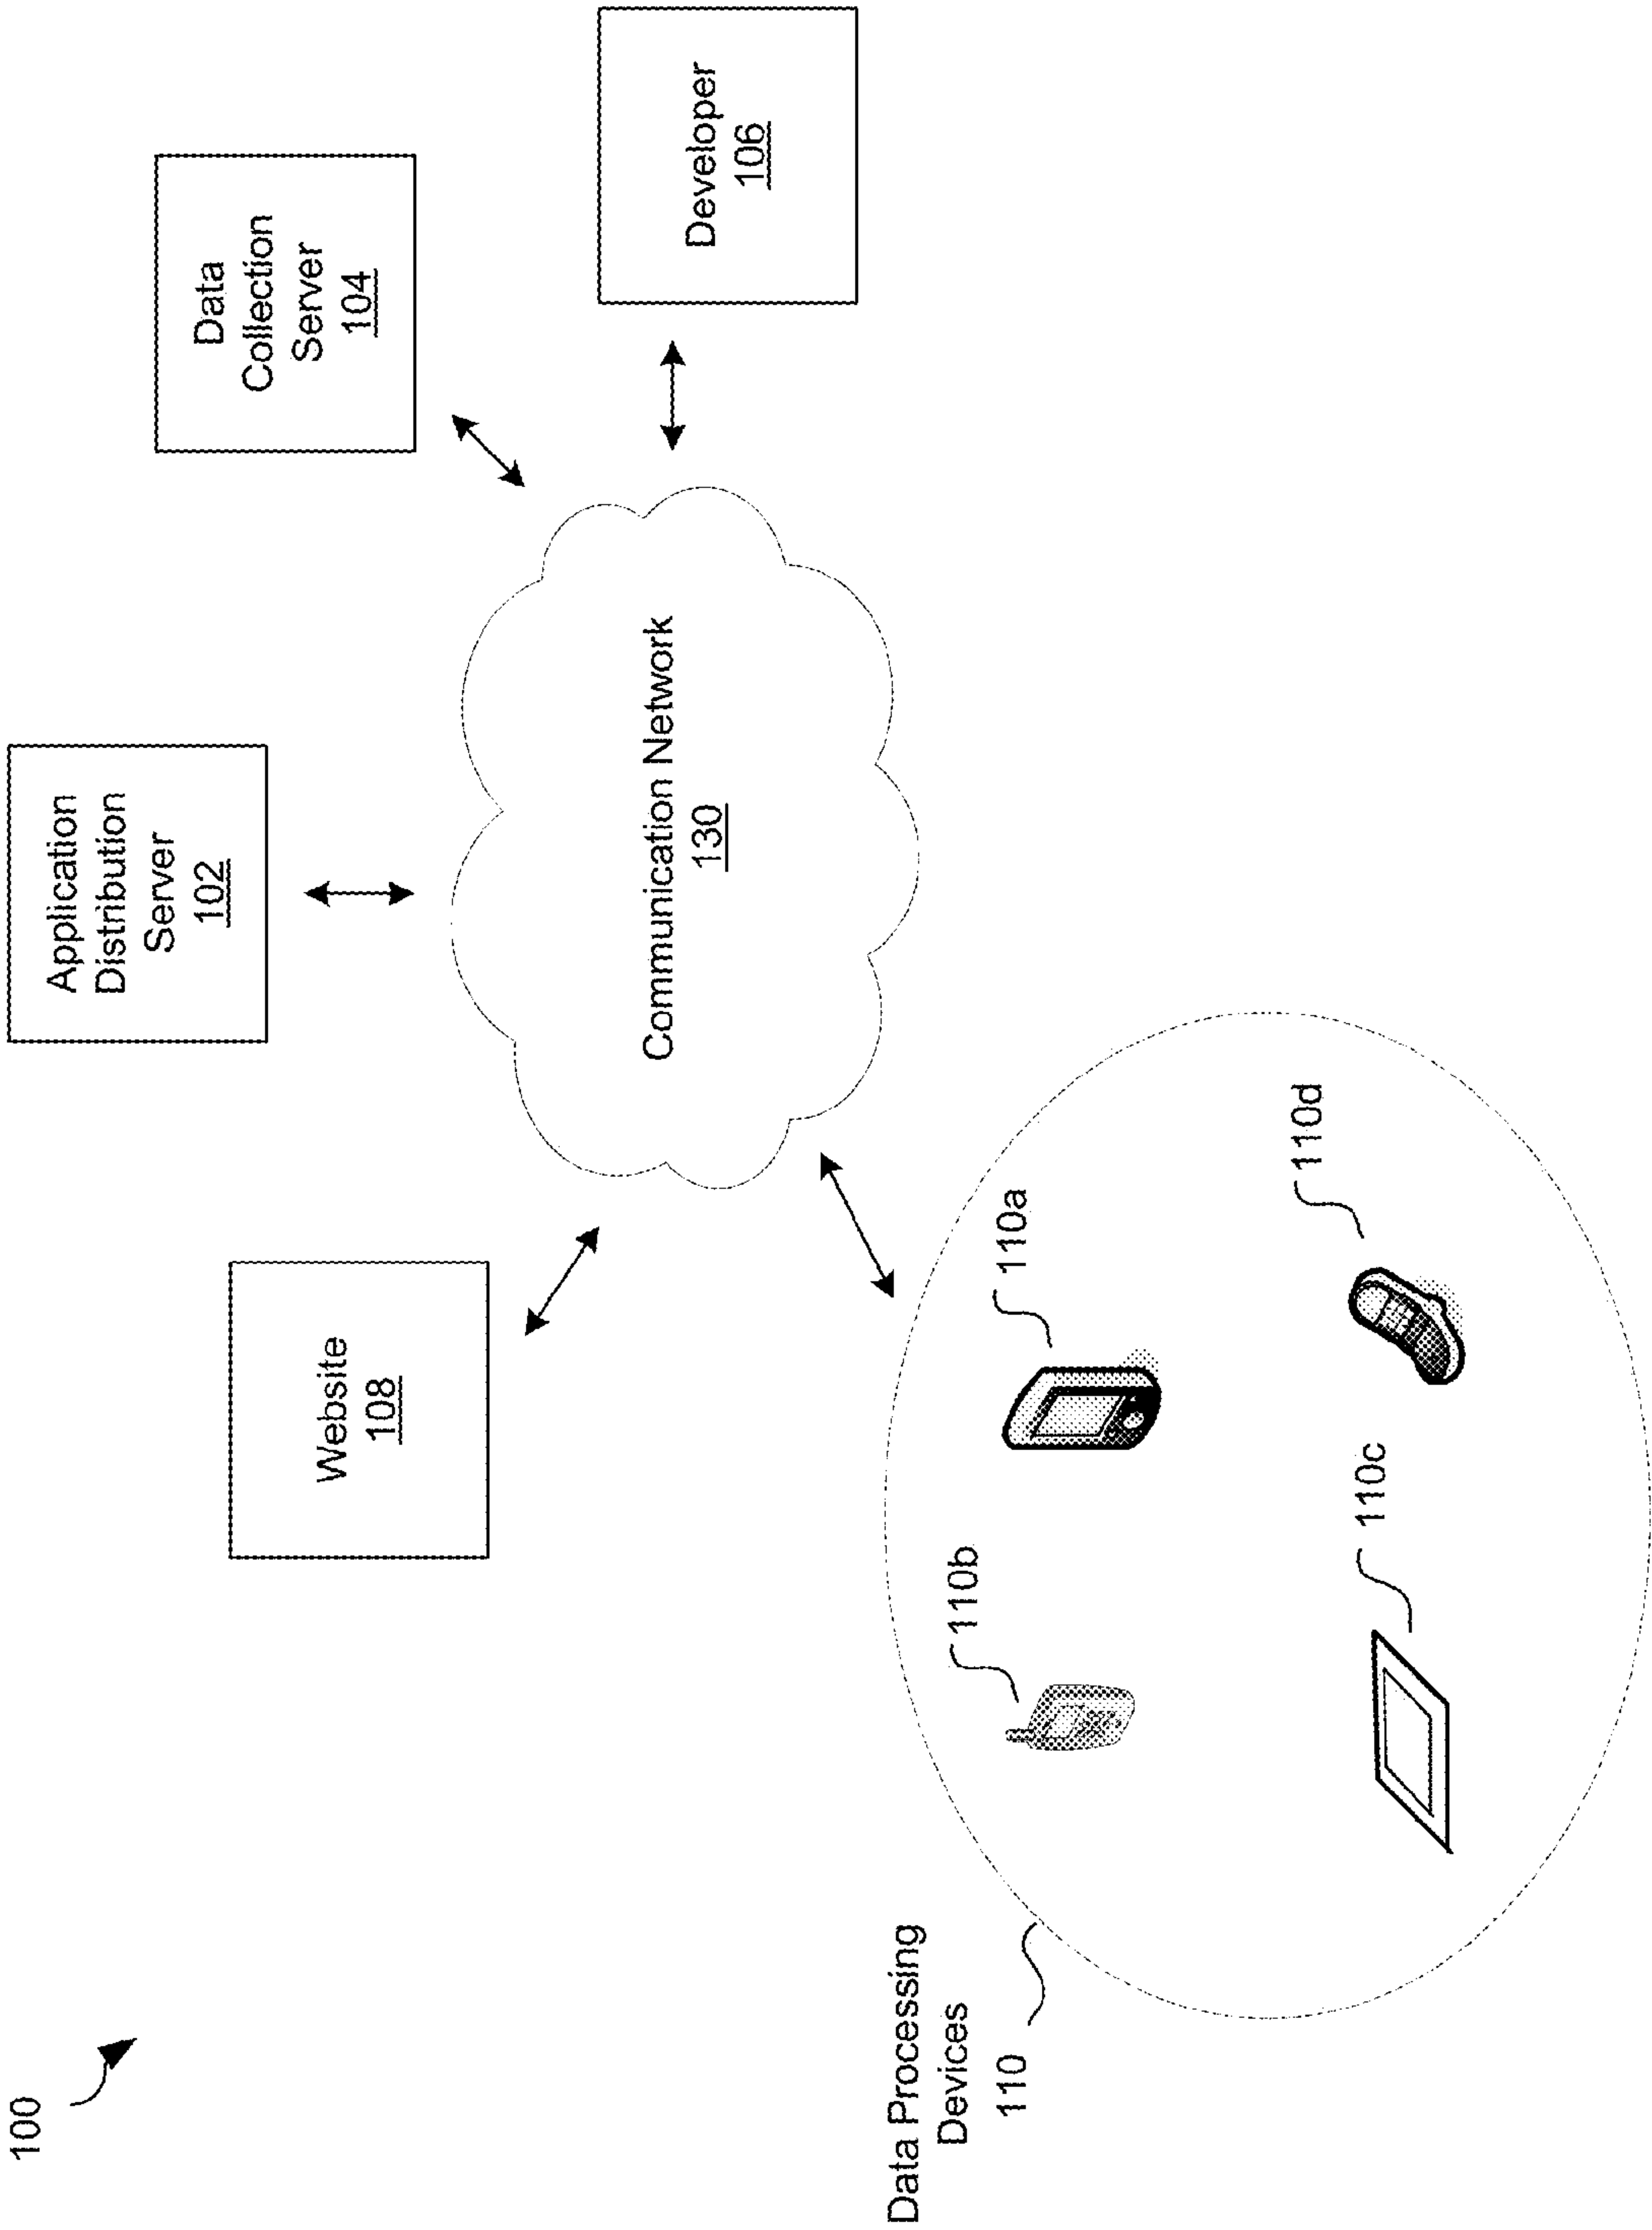 100
Website
108
Application
Distribution
Server
102
Data
Collection
Server
104
Developer
106
Communication Network
130
Data Processing
Devices
110
110b
110a
110c
110d